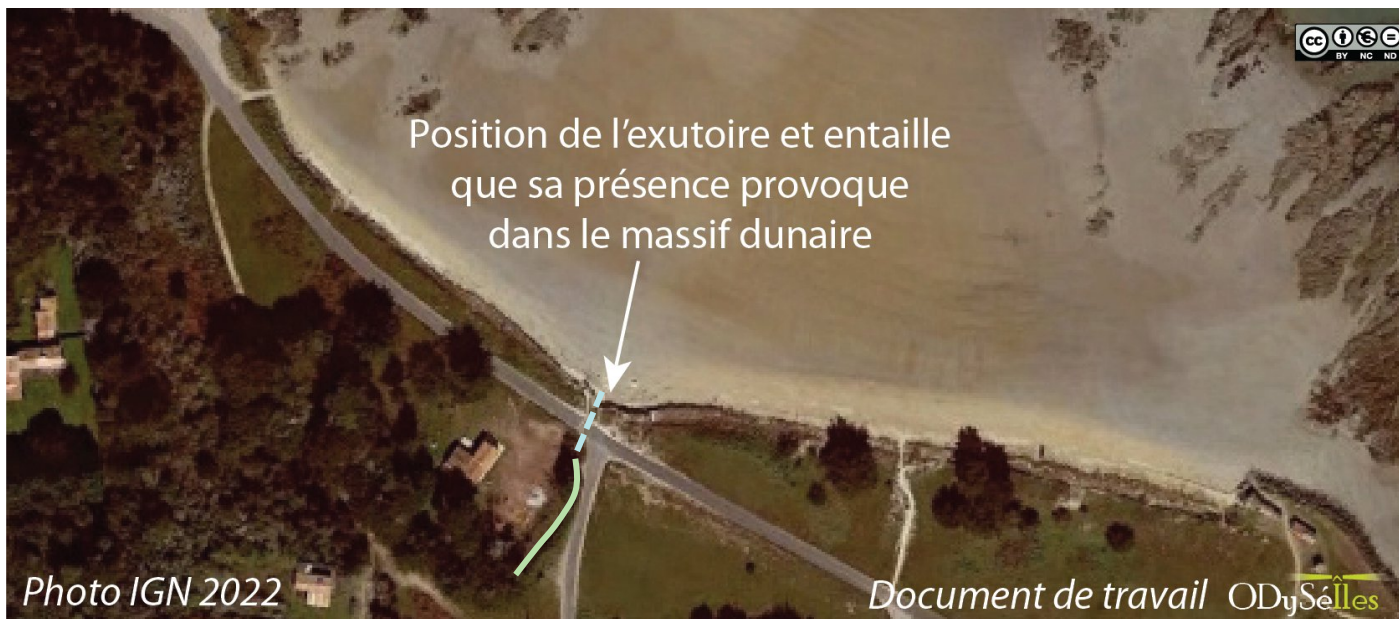 cc BY NC ND
Position de l’exutoire et entaille
que sa présence provoque
dans le massif dunaire
Photo IGN 2022
Document de travail ODySéÎles